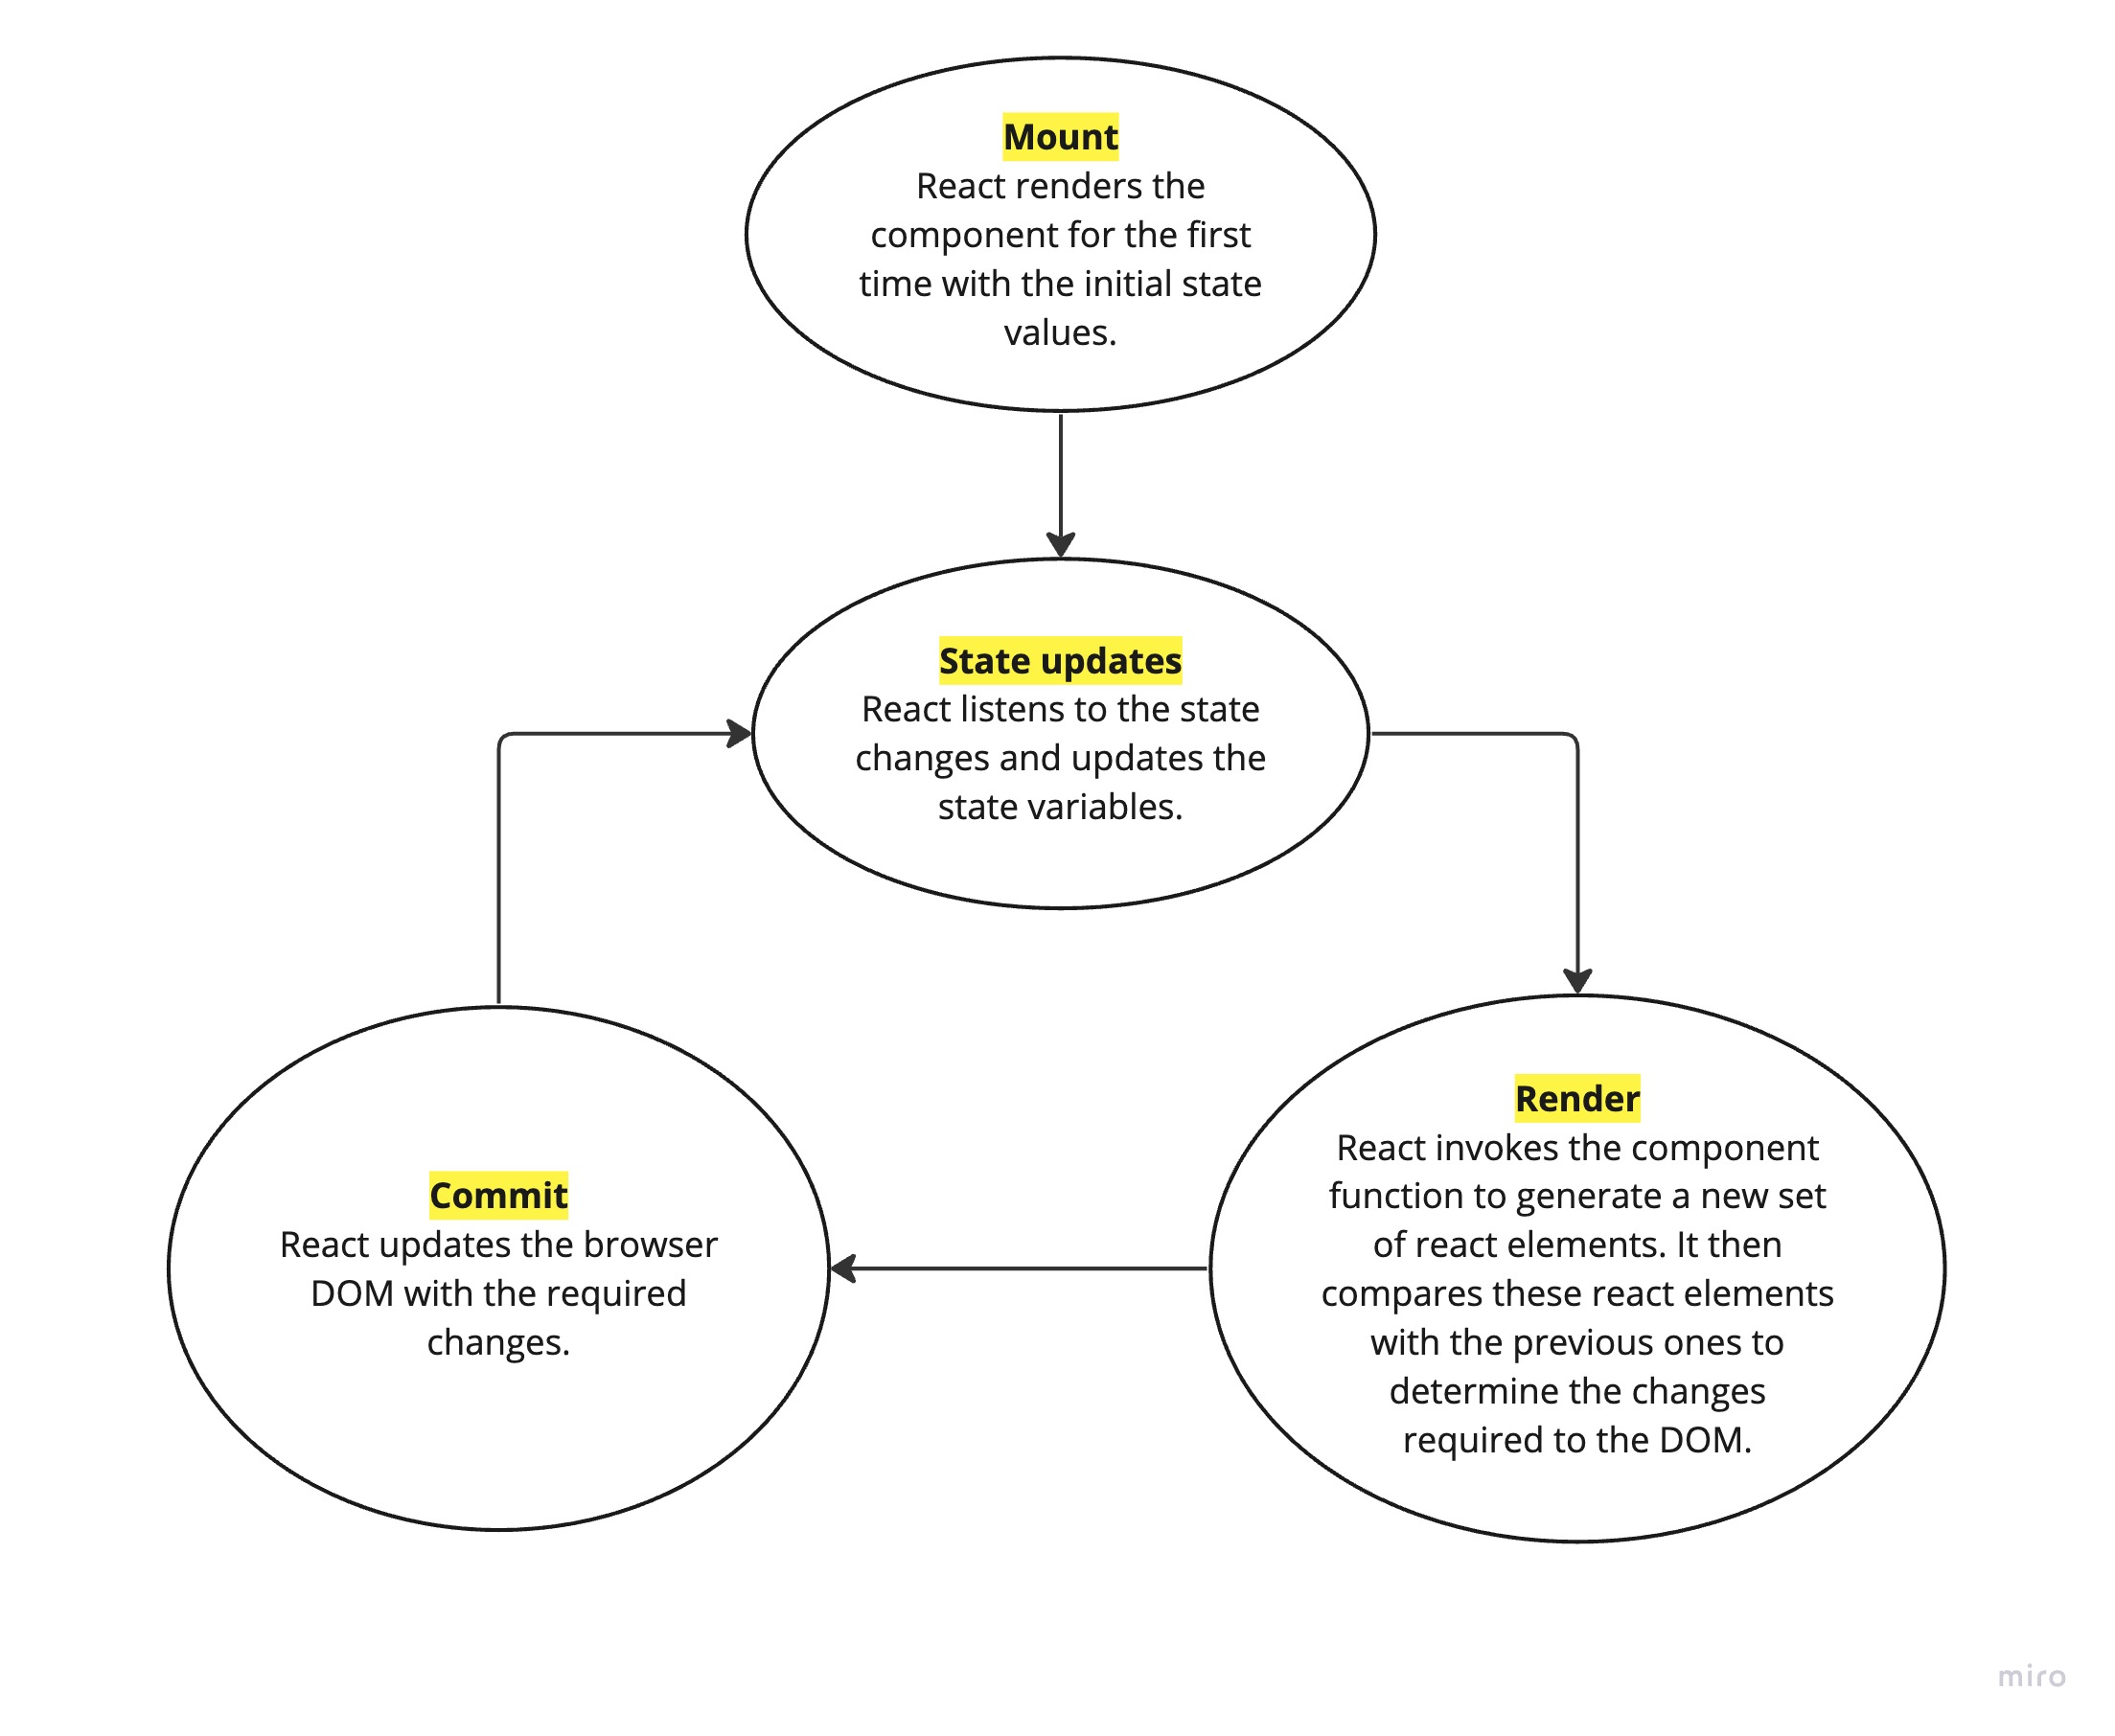 Mount
React renders the
component for the first
time with the initial state
values.
State updates
React listens to the state
changes and updates the
state variables.
Render
React invokes the component
function to generate a new set
of react elements. It then
compares these react elements
with the previous ones to
determine the changes
required to the DOM.
Commit
React updates the browser
DOM with the required
changes.
miro